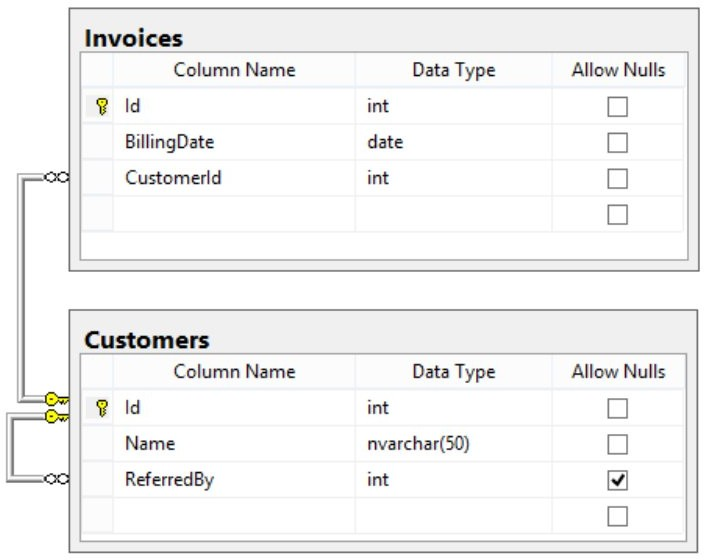 Invoices
Column Name Data Type Allow Nulls
Id int
BillingDate date
CustomerId int
Customers
Column Name Data Type Allow Nulls
Id int
Name nvarchar(50)
ReferredBy int